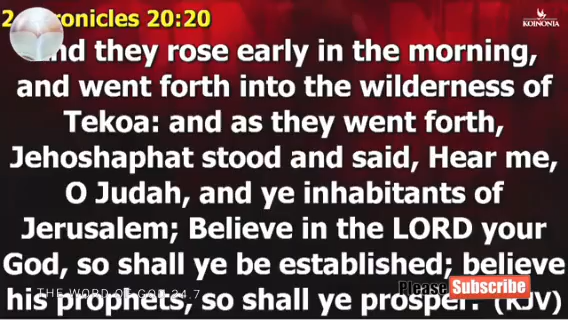 2 Chronicles 20:20
KOINONIA
And they rose early in the morning,
and went forth into the wilderness of
Tekoa: and as they went forth,
Jehoshaphat stood and said, Hear me,
O Judah, and ye inhabitants of
Jerusalem; Believe in the LORD your
God, so shall ye be established; believe
his prophets, so shall ye prosper. (KJV)
THE WORD OF GOD 24.7
Please Subscribe